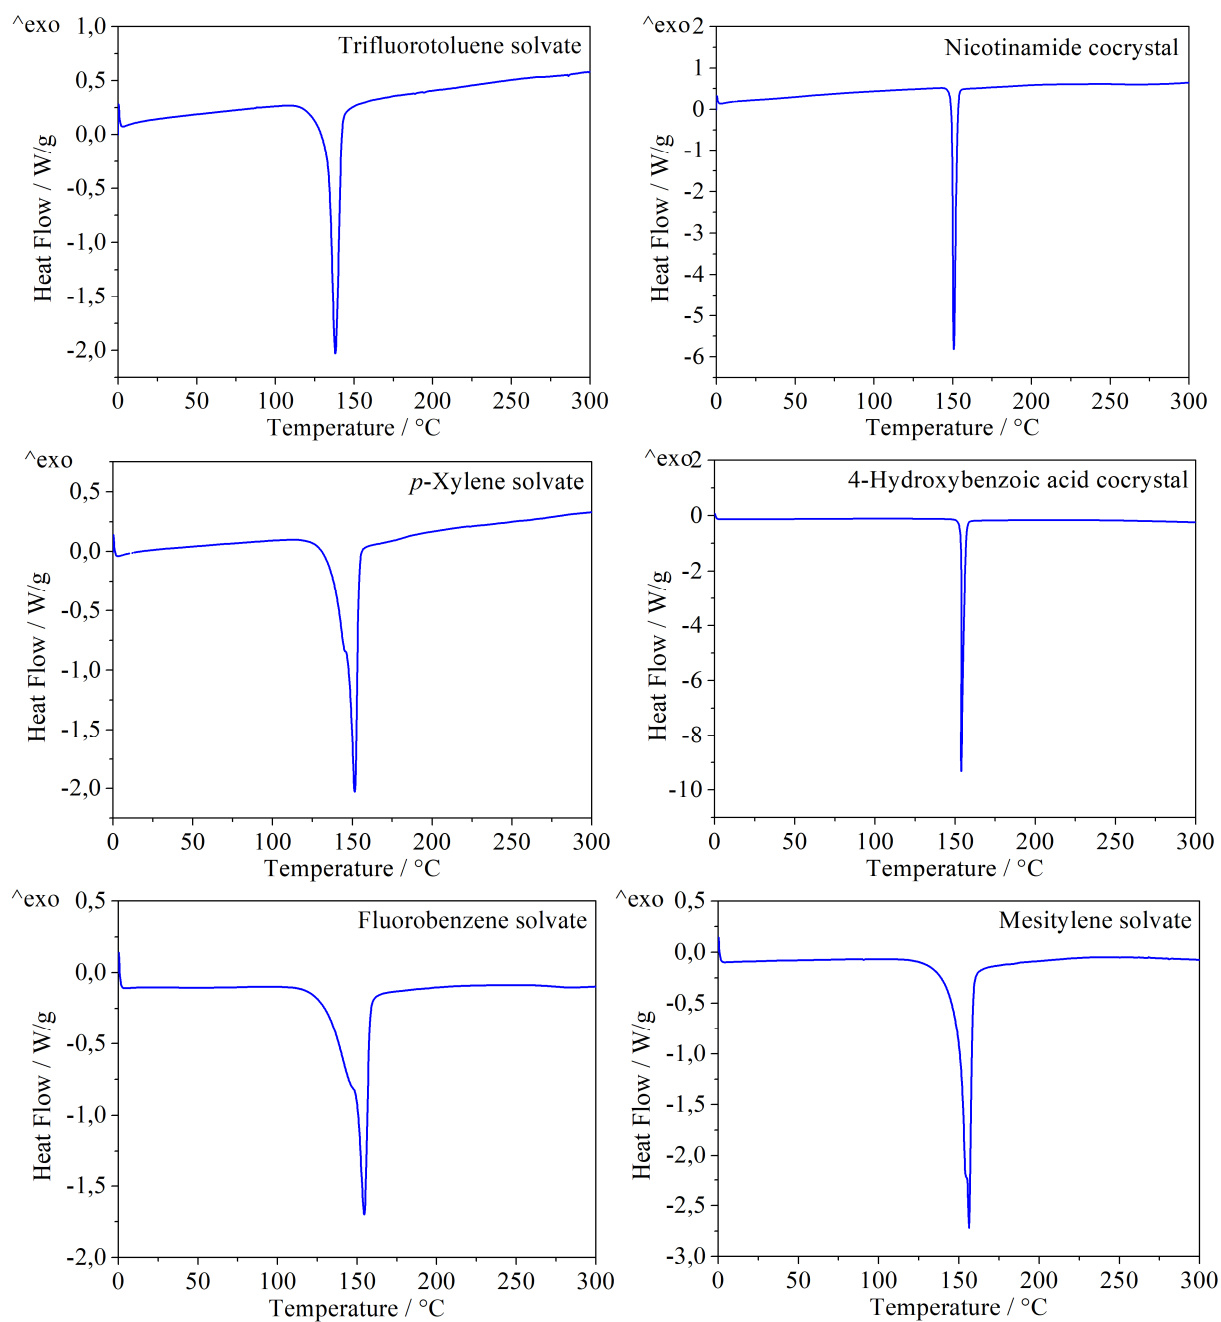 ^exo
Trifluorotoluene solvate
1,0
0,5
0,0
-0,5
-1,0
-1,5
-2,0
Heat Flow / W/g
0 50 100 150 200 250 300
Temperature / °C
^exo
Nicotinamide cocrystal
2
1
0
-1
-2
-3
-4
-5
-6
Heat Flow / W/g
0 50 100 150 200 250 300
Temperature / °C
^exo
p-Xylene solvate
0,5
0,0
-0,5
-1,0
-1,5
-2,0
Heat Flow / W/g
0 50 100 150 200 250 300
Temperature / °C
^exo
4-Hydroxybenzoic acid cocrystal
2
0
-2
-4
-6
-8
-10
Heat Flow / W/g
0 50 100 150 200 250 300
Temperature / °C
^exo
Fluorobenzene solvate
0,5
0,0
-0,5
-1,0
-1,5
-2,0
Heat Flow / W/g
0 50 100 150 200 250 300
Temperature / °C
^exo
Mesitylene solvate
0,5
0,0
-0,5
-1,0
-1,5
-2,0
-2,5
-3,0
Heat Flow / W/g
0 50 100 150 200 250 300
Temperature / °C